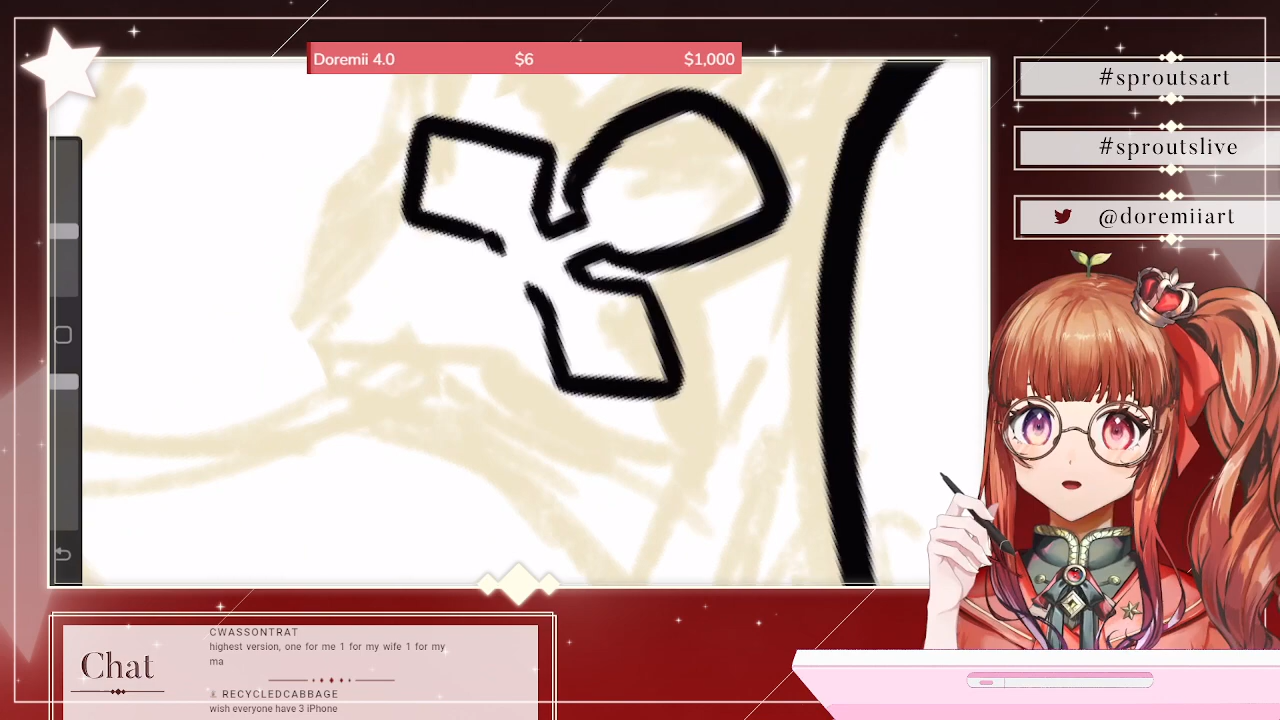 Doremii 4.0 $6 $1,000
#sproutsart
#sproutslive
@doremiiart
Chat
CWASSONTRAT
highest version, one for me 1 for my wife 1 for my
ma
RECYCLEDCABBAGE
wish everyone have 3 iPhone